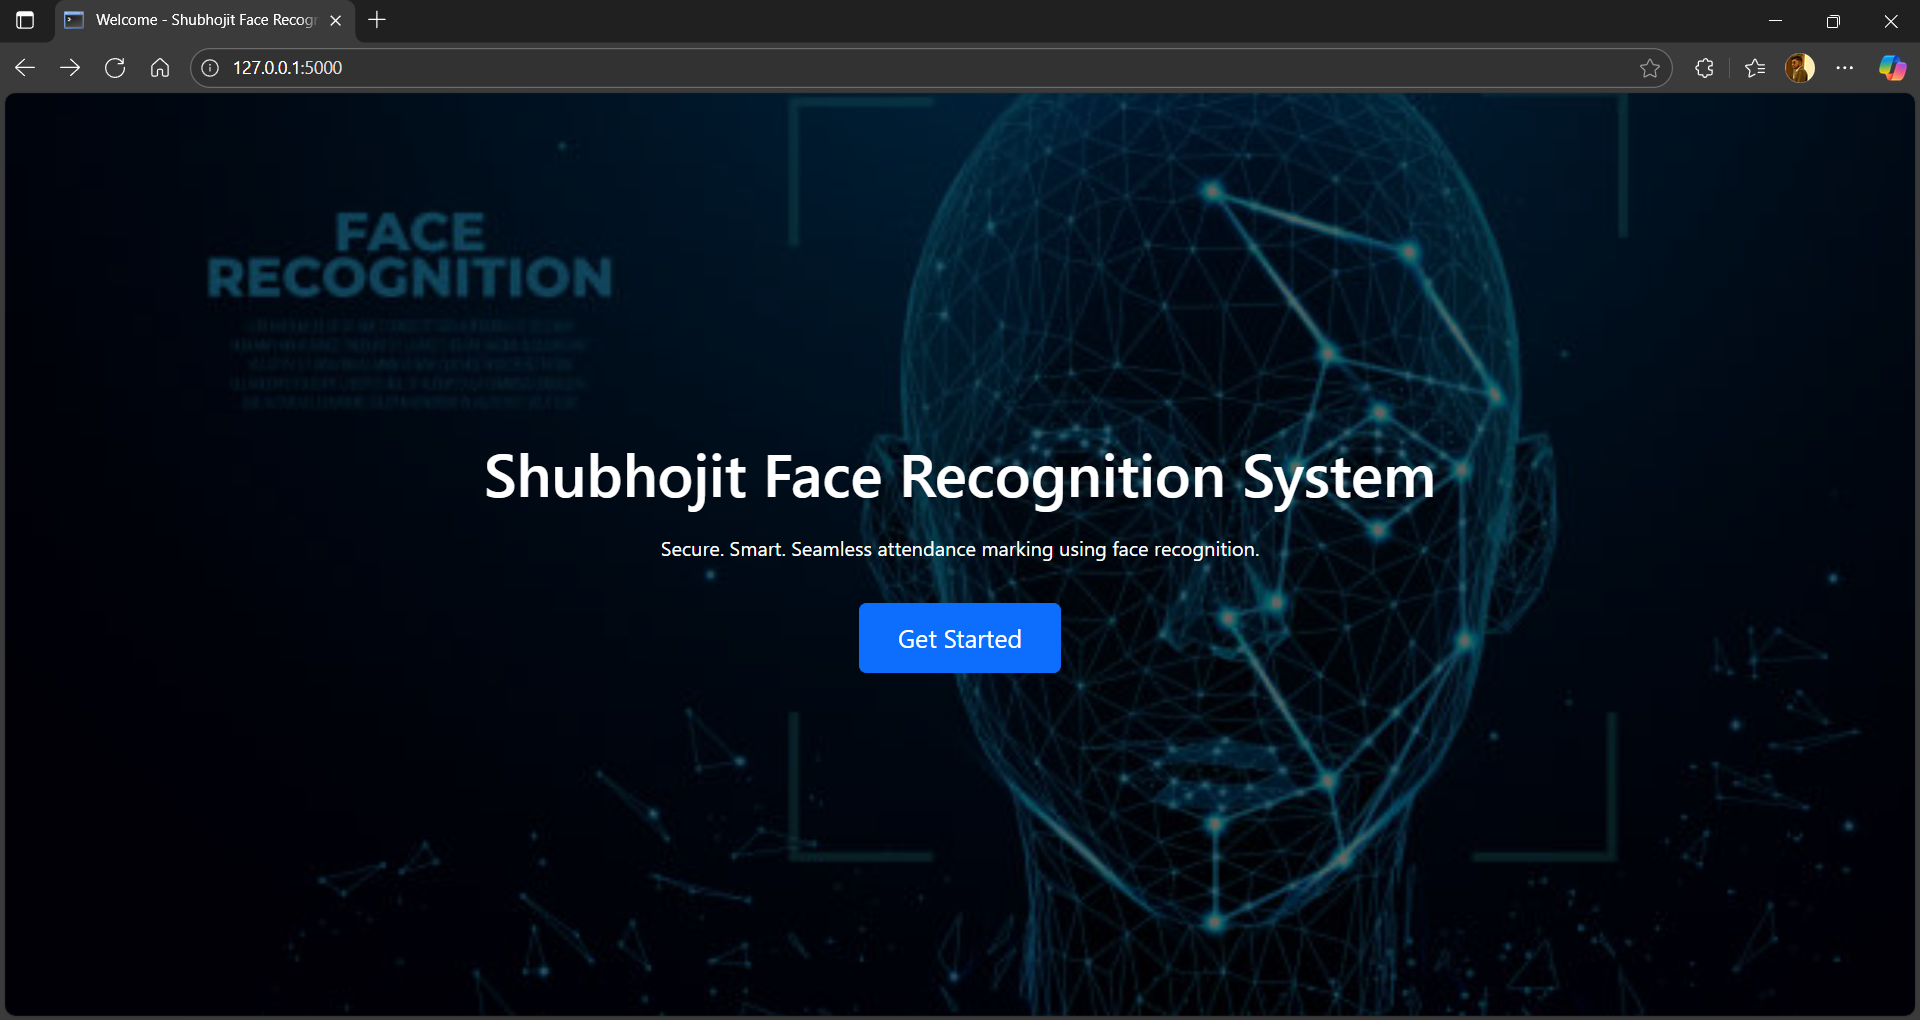 Welcome - Shubhojit Face Recogr
127.0.0.1:5000
FACE
RECOGNITION
Shubhojit Face Recognition System
Secure. Smart. Seamless attendance marking using face recognition.
Get Started